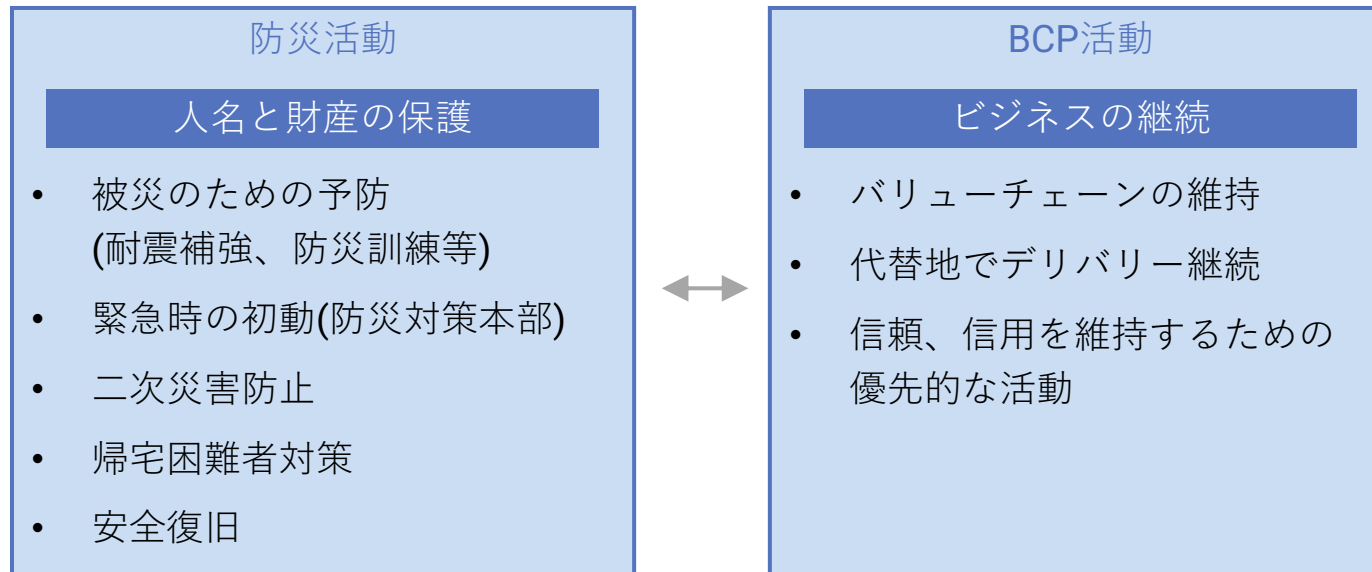 防災活動
人名と財産の保護
• 被災のための予防
(耐震補強、防災訓練等)
• 緊急時の初動(防災対策本部)
• 二次災害防止
• 帰宅困難者対策
• 安全復旧
BCP活動
ビジネスの継続
• バリューチェーンの維持
• 代替地でデリバリー継続
• 信頼、信用を維持するための
優先的な活動